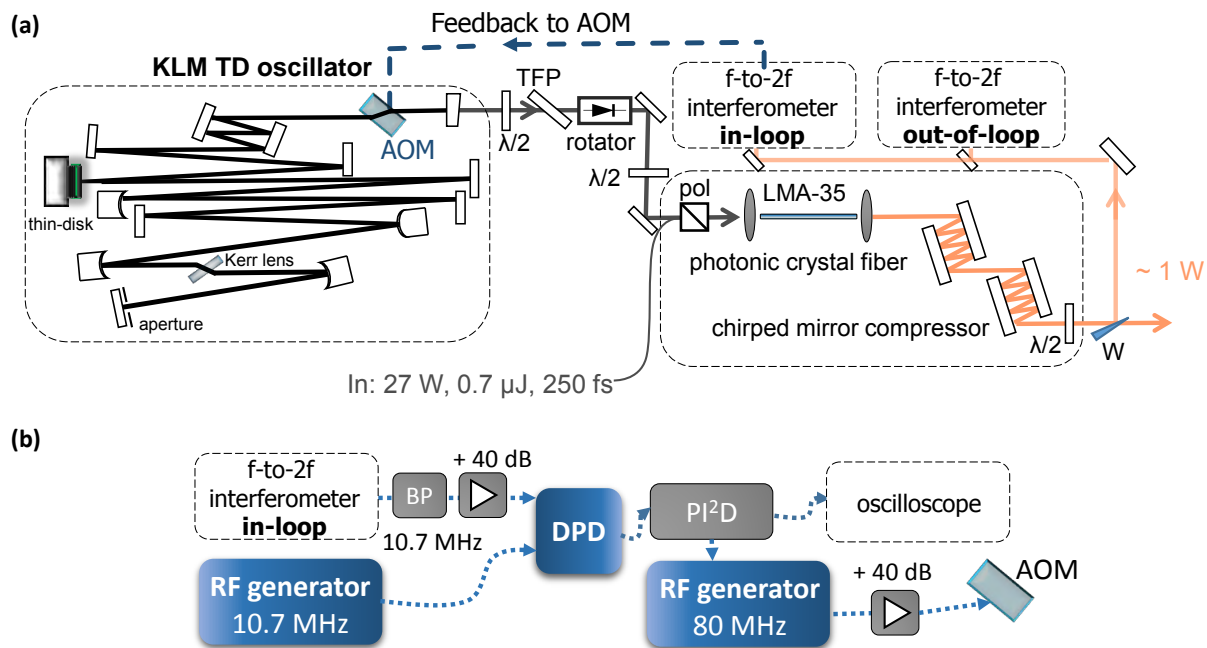 (a)
Feedback to AOM
KLM TD oscillator
AOM
thin-disk
Kerr lens
aperture
λ/2
TFP
rotator
λ/2
f-to-2f
interferometer
in-loop
f-to-2f
interferometer
out-of-loop
pol
LMA-35
photonic crystal fiber
chirped mirror compressor
λ/2
W
~ 1 W
In: 27 W, 0.7 µJ, 250 fs
(b)
f-to-2f
interferometer
in-loop
BP
10.7 MHz
+ 40 dB
RF generator
10.7 MHz
DPD
PI²D
oscilloscope
RF generator
80 MHz
+ 40 dB
AOM